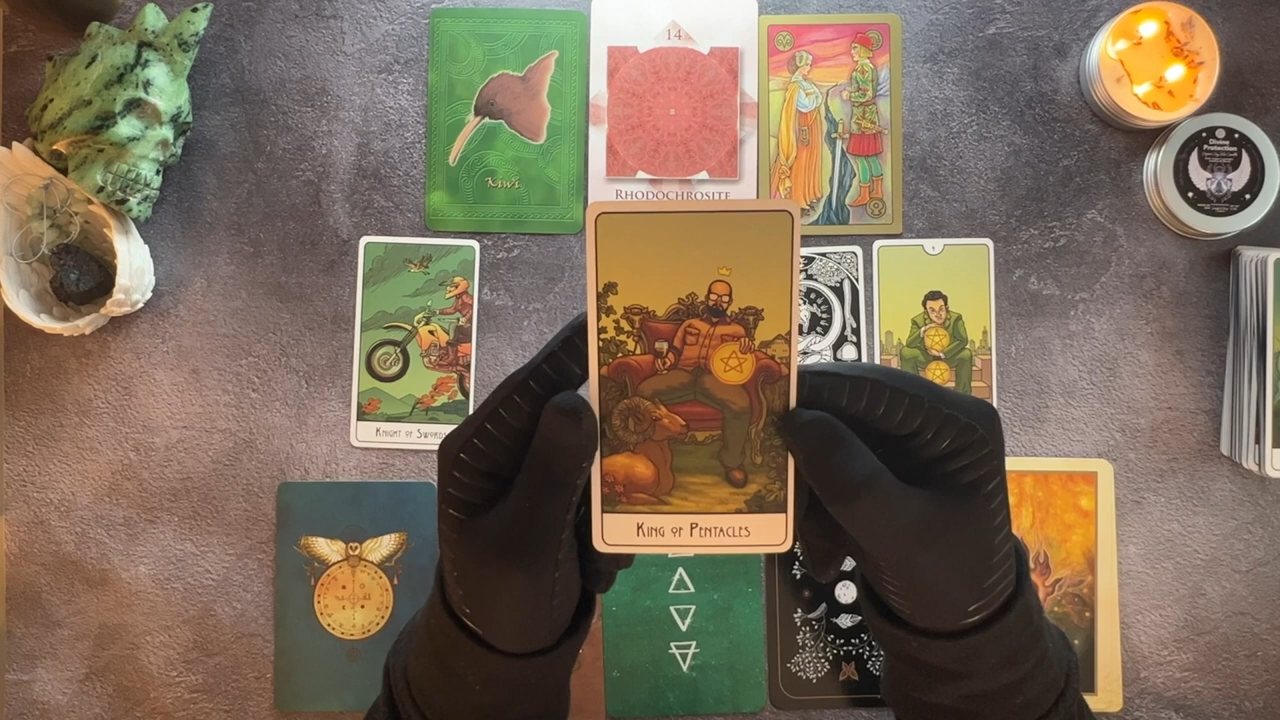 14
Kiwi
RHODOCHROSITE
Divine
Protection
KNIGHT OF SWORDS
KING OF PENTACLES